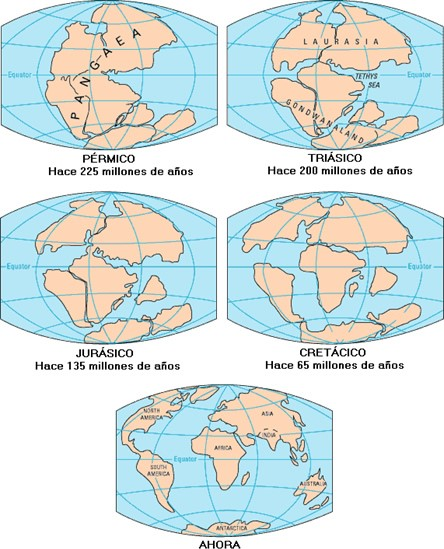 PANGAEA
Equator
PÉRMICO
Hace 225 millones de años
LAURASIA
TETHYS
SEA
GONDWANALAND
TRIÁSICO
Hace 200 millones de años
Equator
JURÁSICO
Hace 135 millones de años
Equator
CRETÁCICO
Hace 65 millones de años
NORTH
AMERICA
ASIA
AFRICA
INDIA
Equator
SOUTH
AMERICA
AUSTRALIA
ANTARCTICA
AHORA